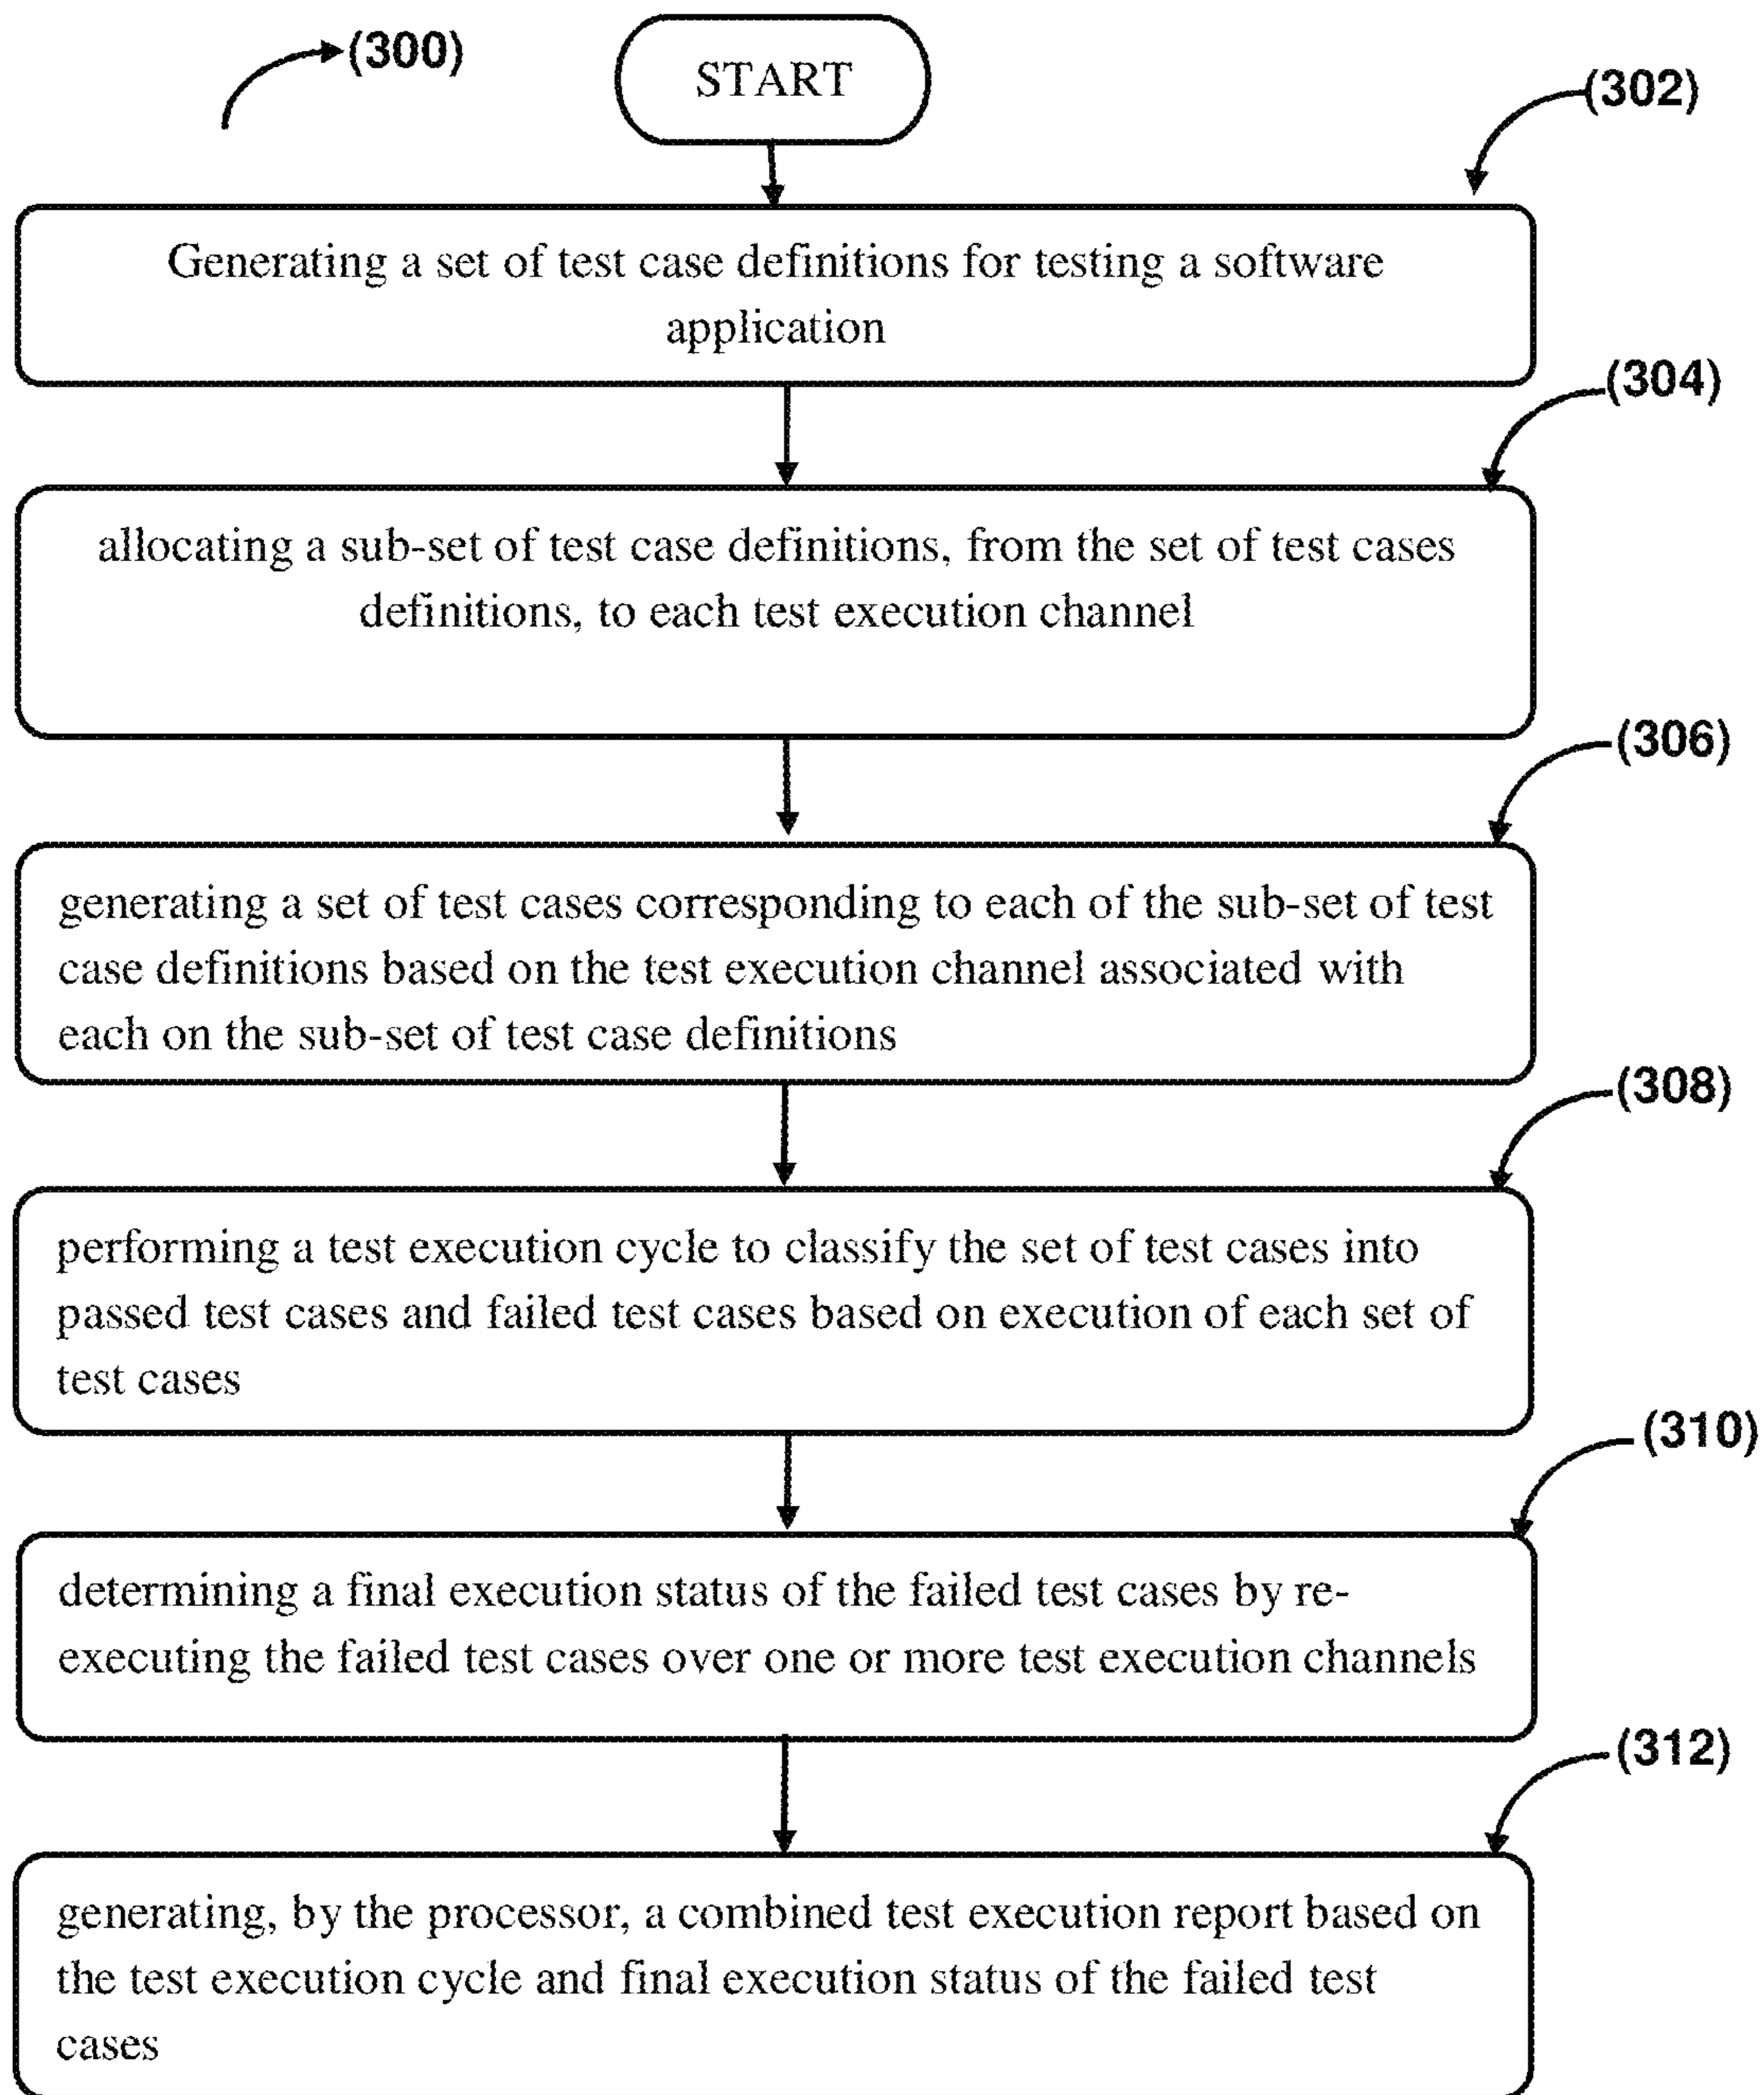 (300)
START
(302)
Generating a set of test case definitions for testing a software
application
(304)
allocating a sub-set of test case definitions, from the set of test cases
definitions, to each test execution channel
(306)
generating a set of test cases corresponding to each of the sub-set of test
case definitions based on the test execution channel associated with
each on the sub-set of test case definitions
(308)
performing a test execution cycle to classify the set of test cases into
passed test cases and failed test cases based on execution of each set of
test cases
(310)
determining a final execution status of the failed test cases by re-
executing the failed test cases over one or more test execution channels
(312)
generating, by the processor, a combined test execution report based on
the test execution cycle and final execution status of the failed test
cases